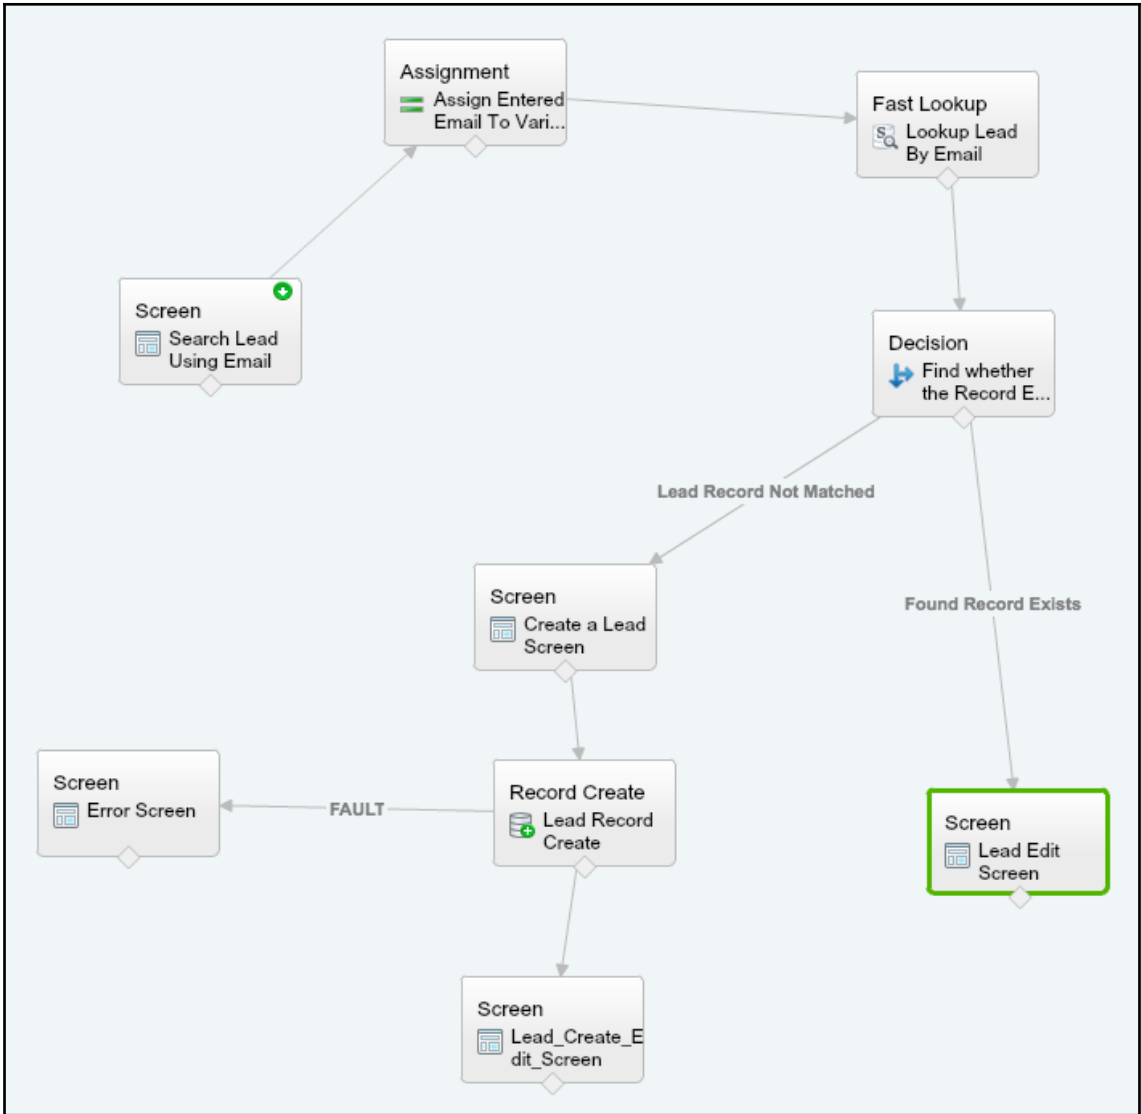 Assignment
Assign Entered
Email To Vari...
Fast Lookup
Lookup Lead
By Email
Screen
Search Lead
Using Email
Decision
Find whether
the Record E...
Lead Record Not Matched
Found Record Exists
Screen
Create a Lead
Screen
Screen
Error Screen
FAULT
Record Create
Lead Record
Create
Screen
Lead Edit
Screen
Screen
Lead_Create_E
dit_Screen